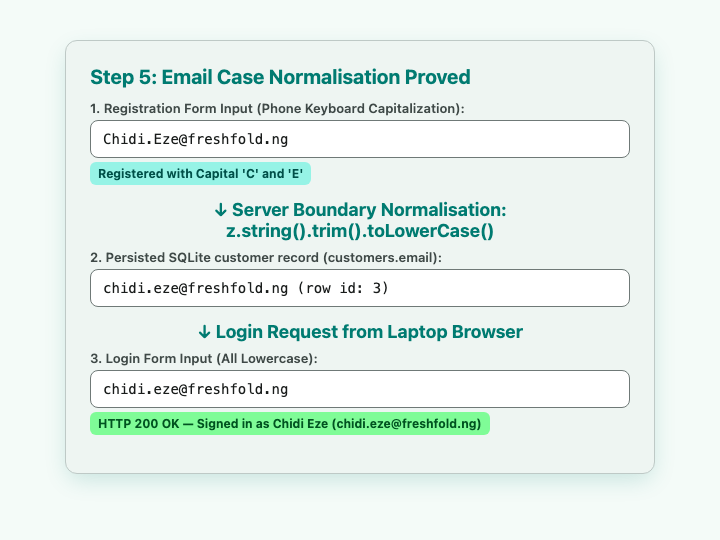 Step 5: Email Case Normalisation Proved
1. Registration Form Input (Phone Keyboard Capitalization):
Chidi.Eze@freshfold.ng
Registered with Capital 'C' and 'E'
↓ Server Boundary Normalisation:
z.string().trim().toLowerCase()
2. Persisted SQLite customer record (customers.email):
chidi.eze@freshfold.ng (row id: 3)
↓ Login Request from Laptop Browser
3. Login Form Input (All Lowercase):
chidi.eze@freshfold.ng
HTTP 200 OK — Signed in as Chidi Eze (chidi.eze@freshfold.ng)